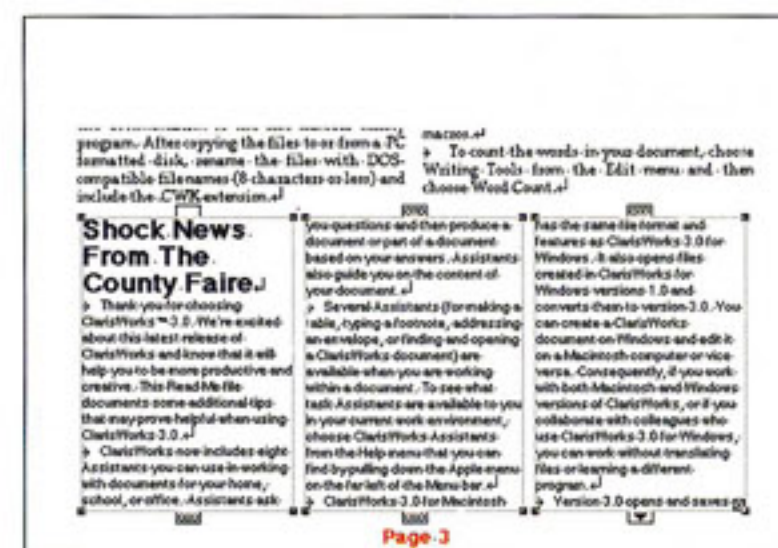 program. After copying the files to or from a PC
formatted disk, rename the files with DOS-
compatible filenames (8 characters or less) and
include the .CWK extension.
macros.
To count the words in your document, choose
Writing Tools from the Edit menu and then
choose Word Count.
Shock News
From The
County Faire
Thank you for choosing
ClarisWorks™ 3.0. We're excited
about this latest release of
ClarisWorks and know that it will
help you to be more productive and
creative. This Read Me file
documents some additional tips
that may prove helpful when using
ClarisWorks 3.0.
ClarisWorks now includes eight
Assistants you can use in working
with documents for your home,
school, or office. Assistants ask
you questions and then produce a
document or part of a document
based on your answers. Assistants
also guide you on the content of
your document.
Several Assistants (for making a
table, typing a footnote, addressing
an envelope, or finding and opening
a ClarisWorks document) are
available when you are working
within a document. To see what
task Assistants are available to you
in your current work environment,
choose ClarisWorks Assistants
from the Help menu that you can
find by pulling down the Apple menu
on the far left of the Menu bar.
ClarisWorks 3.0 for Macintosh
has the same file format and
features as ClarisWorks 3.0 for
Windows. It also opens files
created in ClarisWorks for
Windows versions 1.0 and
converts them to version 3.0. You
can create a ClarisWorks
document on Windows and edit it
on a Macintosh computer or vice
versa. Consequently, if you work
with both Macintosh and Windows
versions of ClarisWorks, or if you
collaborate with colleagues who
use ClarisWorks 3.0 for Windows,
you can work without translating
files or learning a different
program.
Version 3.0 opens and saves
Page 3